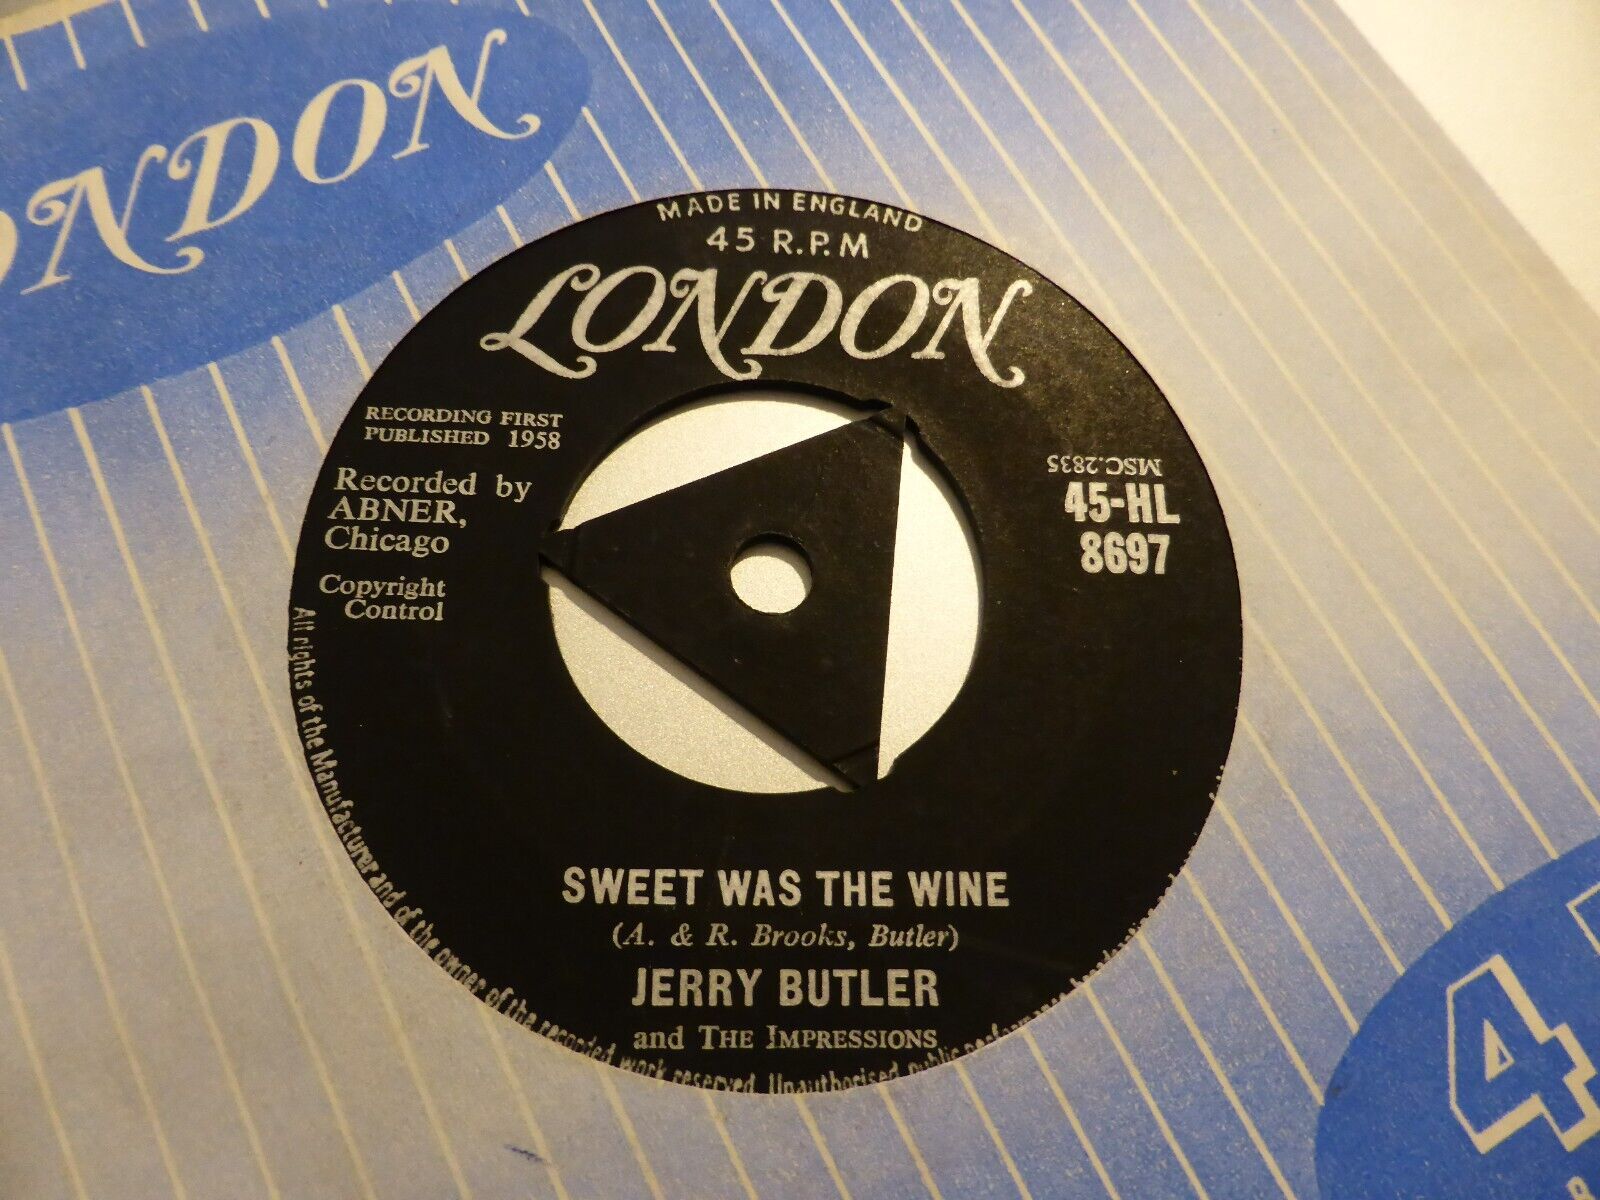 ONDON
MADE IN ENGLAND
45 R.P.M
LONDON
RECORDING FIRST
PUBLISHED 1958
Recorded by
ABNER,
Chicago
Copyright
Control
MSC.2835
45-HL
8697
SWEET WAS THE WINE
(A. & R. Brooks, Butler)
JERRY BUTLER
and THE IMPRESSIONS
All rights of the Manufacturer and of the owner of the recorded work reserved. Unauthorised public performance
4